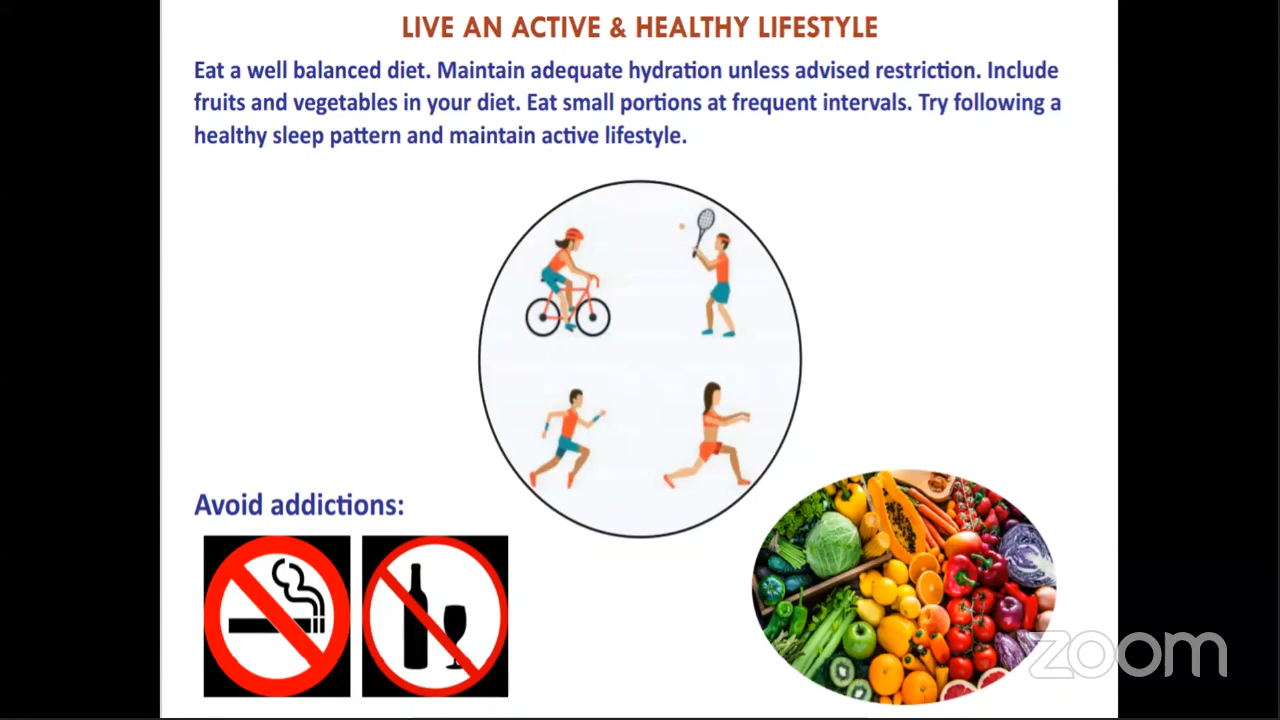 LIVE AN ACTIVE & HEALTHY LIFESTYLE
Eat a well balanced diet. Maintain adequate hydration unless advised restriction. Include
fruits and vegetables in your diet. Eat small portions at frequent intervals. Try following a
healthy sleep pattern and maintain active lifestyle.
Avoid addictions:
zoom